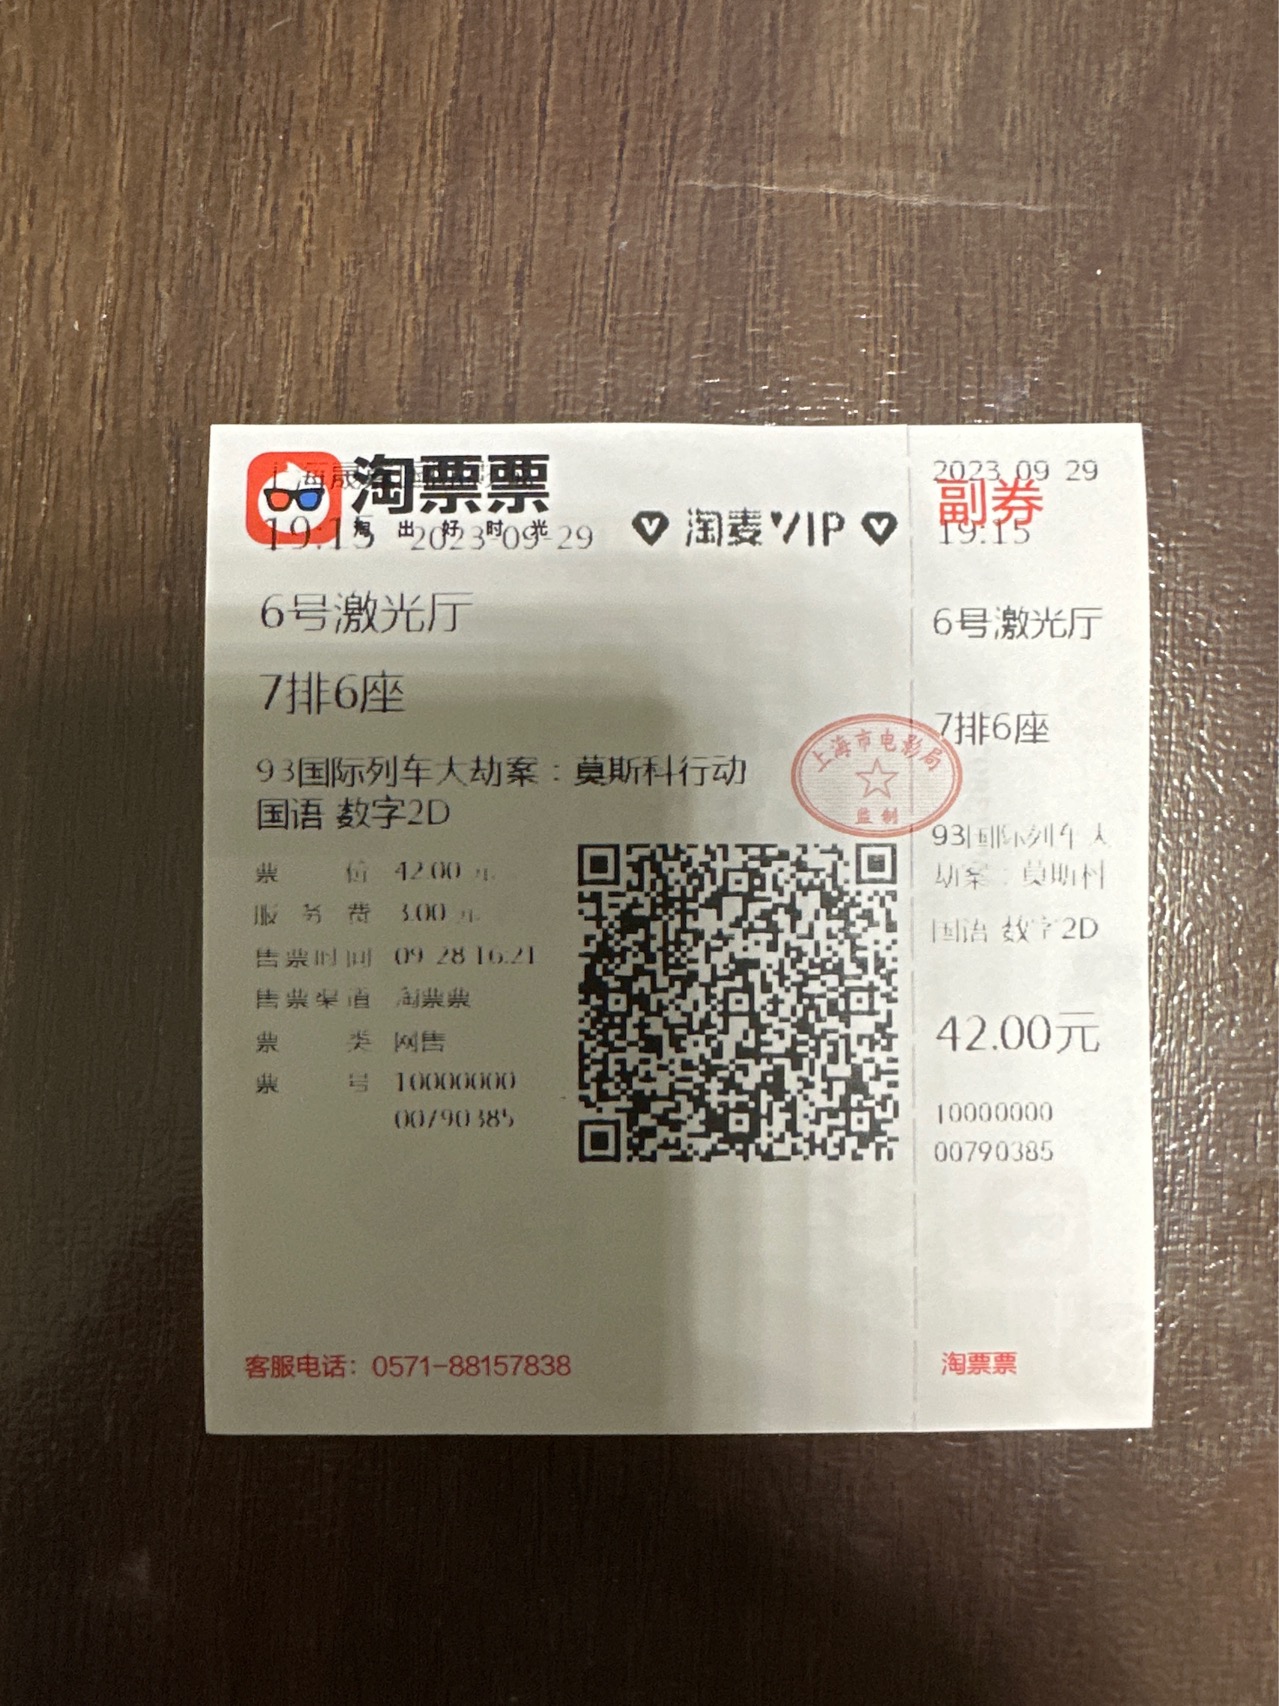 淘票票
淘出好时光
19:15 2023-09-29
淘麦VIP
6号激光厅
7排6座
93国际列车大劫案：莫斯科行动
国语 数字2D
票 价 42.00 元
服 务 费 3.00 元
售票时间 09-28 16:21
售票渠道 淘票票
票 类 网售
票 号 10000000
00790385
客服电话：0571-88157838
上海市电影局
监制
2023-09-29
副券
19:15
6号激光厅
7排6座
93国际列车大
劫案：莫斯科
国语 数字2D
42.00元
10000000
00790385
淘票票